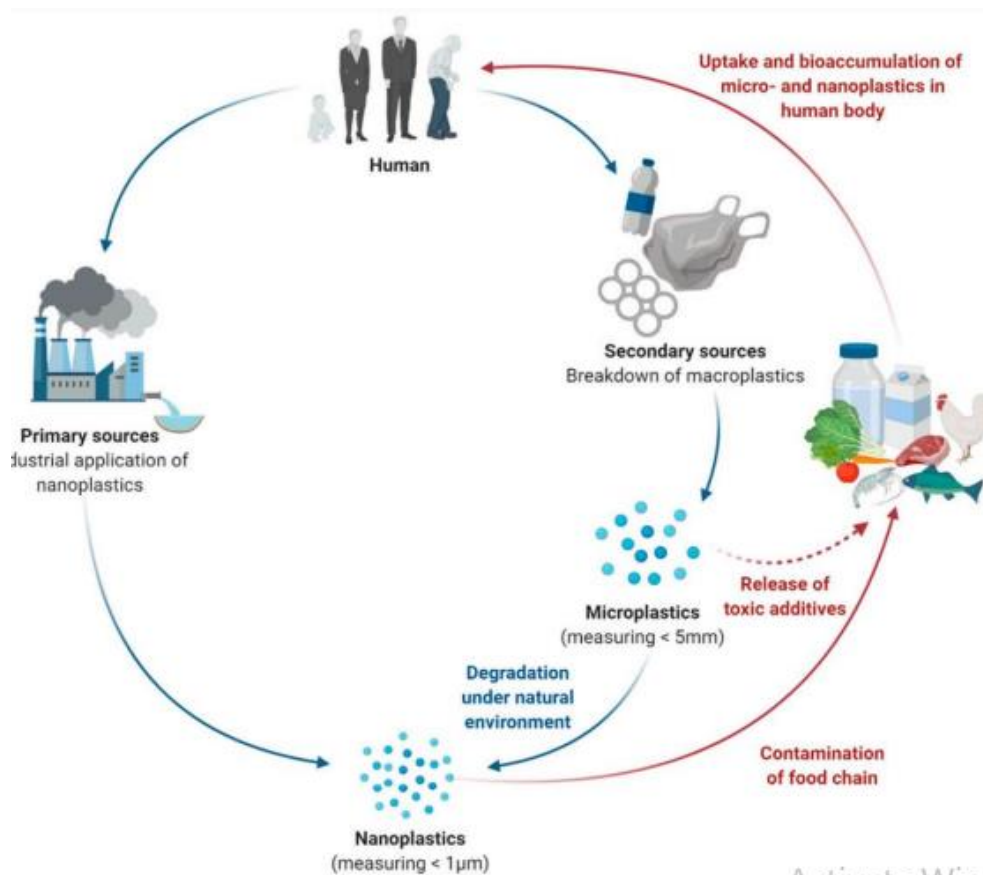 Uptake and bioaccumulation of
micro- and nanoplastics in
human body
Human
Secondary sources
Breakdown of macroplastics
Primary sources
dustrial application of
nanoplastics
Release of
toxic additives
Microplastics
(measuring < 5mm)
Degradation
under natural
environment
Contamination
of food chain
Nanoplastics
(measuring < 1µm)